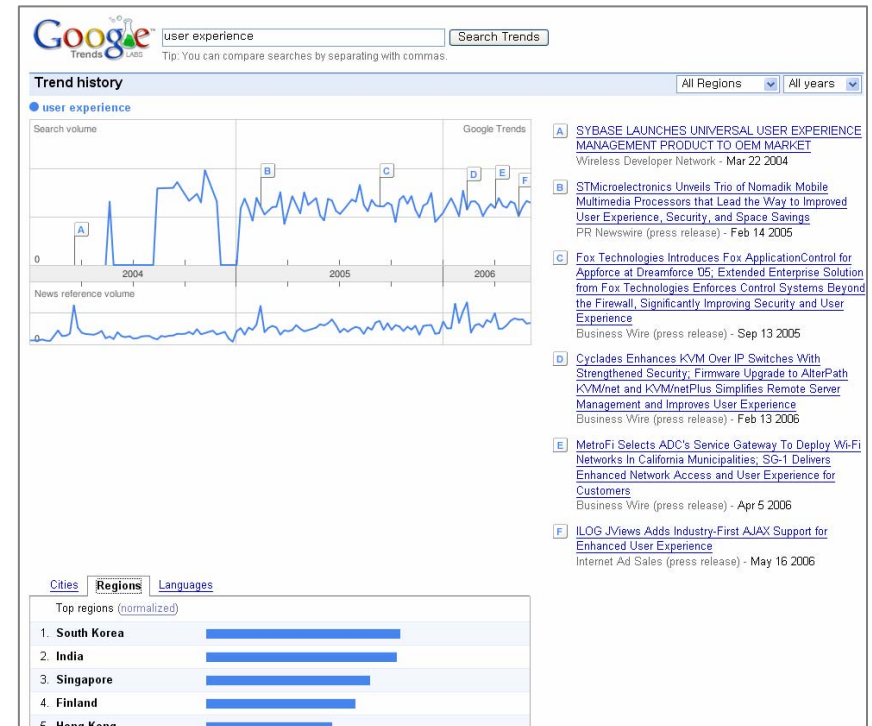 Google™
Trends LABS
user experience
Search Trends
Tip: You can compare searches by separating with commas.
Trend history
All Regions
All years
user experience
Search volume
Google Trends
A
B
C
D
E
F
0
2004
2005
2006
News reference volume
0
A
SYBASE LAUNCHES UNIVERSAL USER EXPERIENCE
MANAGEMENT PRODUCT TO OEM MARKET
Wireless Developer Network - Mar 22 2004
B
STMicroelectronics Unveils Trio of Nomadik Mobile
Multimedia Processors that Lead the Way to Improved
User Experience, Security, and Space Savings
PR Newswire (press release) - Feb 14 2005
C
Fox Technologies Introduces Fox ApplicationControl for
Appforce at Dreamforce '05; Extended Enterprise Solution
from Fox Technologies Enforces Control Systems Beyond
the Firewall, Significantly Improving Security and User
Experience
Business Wire (press release) - Sep 13 2005
D
Cyclades Enhances KVM Over IP Switches With
Strengthened Security; Firmware Upgrade to AlterPath
KVM/net and KVM/netPlus Simplifies Remote Server
Management and Improves User Experience
Business Wire (press release) - Feb 13 2006
E
MetroFi Selects ADC's Service Gateway To Deploy Wi-Fi
Networks In California Municipalities; SG-1 Delivers
Enhanced Network Access and User Experience for
Customers
Business Wire (press release) - Apr 5 2006
F
ILOG JViews Adds Industry-First AJAX Support for
Enhanced User Experience
Internet Ad Sales (press release) - May 16 2006
Cities Regions Languages
Top regions (normalized)
1. South Korea
2. India
3. Singapore
4. Finland
5. Hong Kong